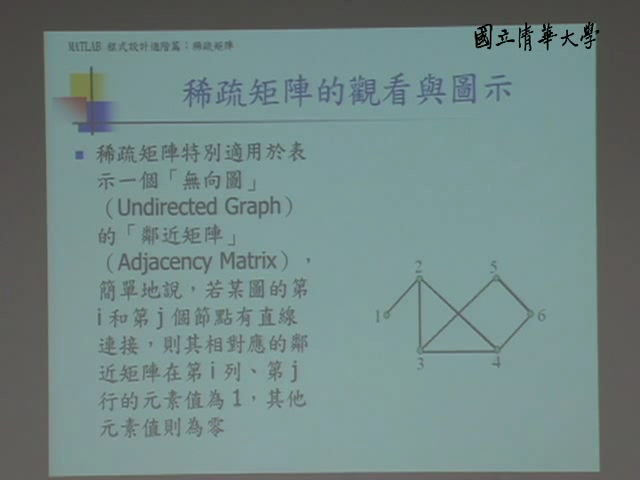 MATLAB 程式設計進階篇：稀疏矩陣
國立清華大學
稀疏矩陣的觀看與圖示
稀疏矩陣特別適用於表
示一個「無向圖」
（Undirected Graph）
的「鄰近矩陣」
（Adjacency Matrix），
簡單地說，若某圖的第
i 和第 j 個節點有直線
連接，則其相對應的鄰
近矩陣在第 i 列、第 j
行的元素值為 1，其他
元素值則為零
2
5
1
6
3
4